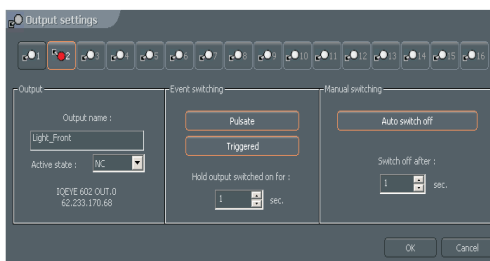 Output settings
1 2 3 4 5 6 7 8 9 10 11 12 13 14 15 16
Output
Output name :
Light_Front
Active state : NC
IQEYE 602 OUT.0
62.233.170.68
Event switching
Pulsate
Triggered
Hold output switched on for :
1 sec.
Manual switching
Auto switch off
Switch off after :
1 sec.
OK Cancel